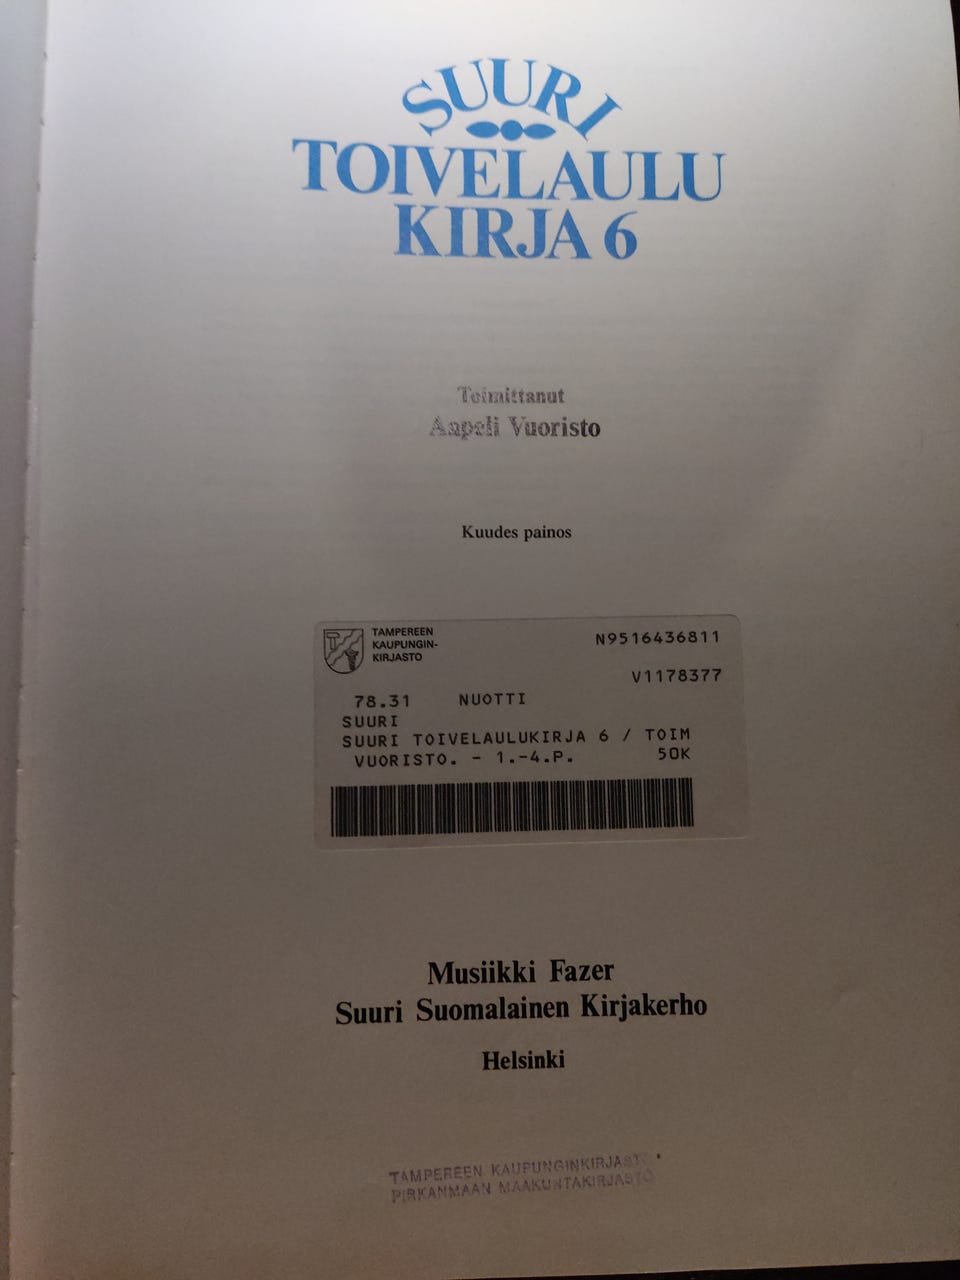 SUURI
TOIVELAULU
KIRJA 6
Toimittanut
Aapeli Vuoristo
Kuudes painos
TAMPEREEN
KAUPUNGIN-
KIRJASTO
N9516436811
V1178377
78.31 NUOTTI
SUURI
SUURI TOIVELAULUKIRJA 6 / TOIM
VUORISTO. - 1.-4.P. 50K
Musiikki Fazer
Suuri Suomalainen Kirjakerho
Helsinki
TAMPEREEN KAUPUNGINKIRJASTO
PIRKANMAAN MAAKUNTAKIRJASTO